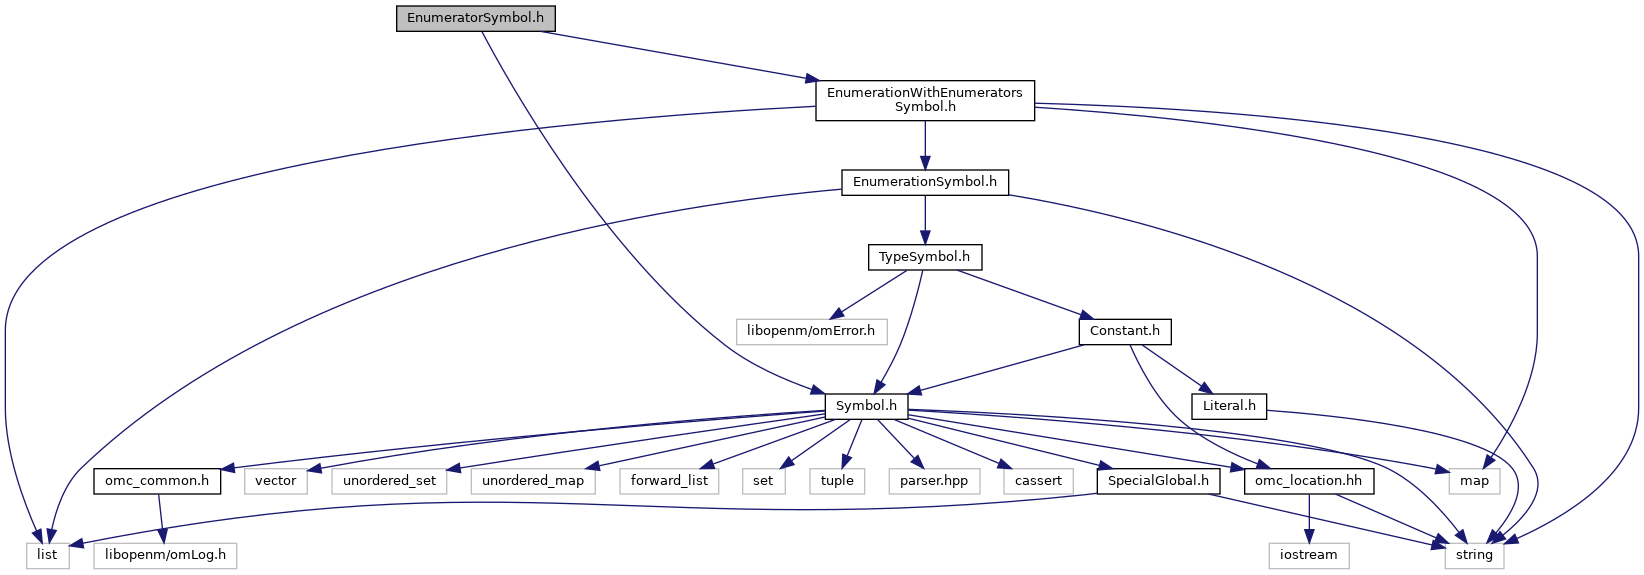 EnumeratorSymbol.h
EnumerationWithEnumerators
Symbol.h
EnumerationSymbol.h
TypeSymbol.h
libopenm/omError.h
Constant.h
Symbol.h
Literal.h
omc_common.h
vector
unordered_set
unordered_map
forward_list
set
tuple
parser.hpp
cassert
SpecialGlobal.h
omc_location.hh
map
list
libopenm/omLog.h
iostream
string